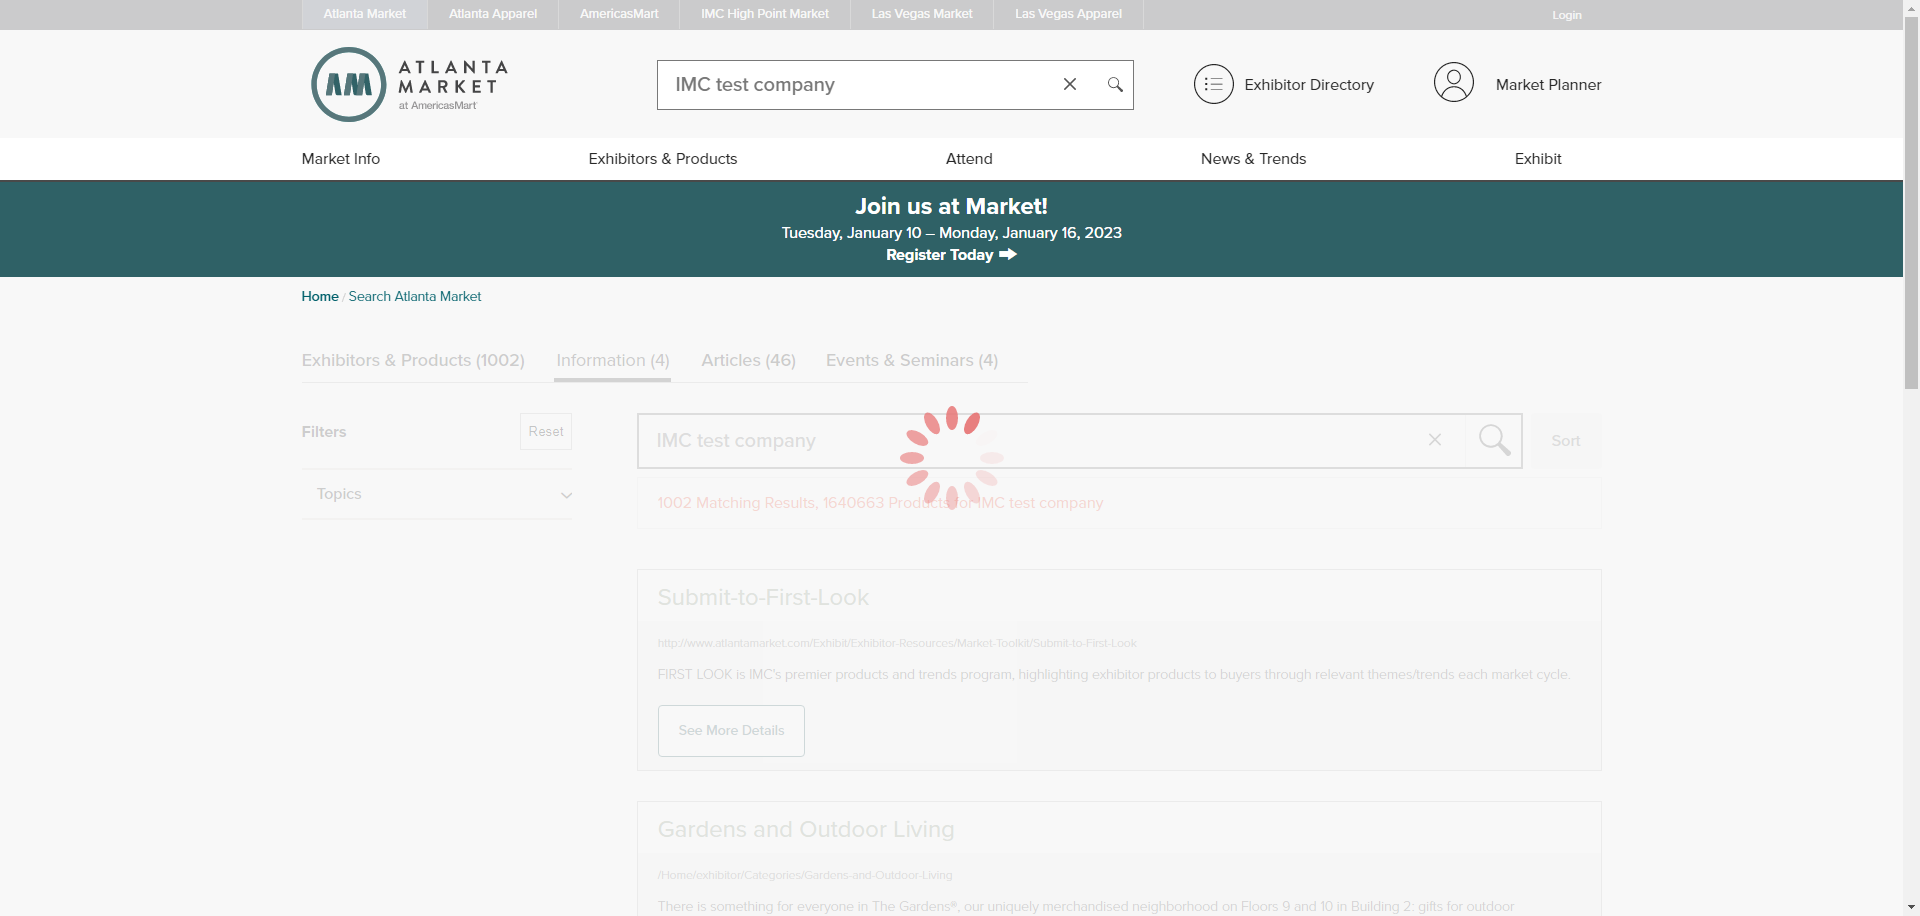 Atlanta Market
Atlanta Apparel
AmericasMart
IMC High Point Market
Las Vegas Market
Las Vegas Apparel
Login
ATLANTA
MARKET
at AmericasMart
IMC test company
Exhibitor Directory
Market Planner
Market Info
Exhibitors & Products
Attend
News & Trends
Exhibit
Join us at Market!
Tuesday, January 10 – Monday, January 16, 2023
Register Today
Home / Search Atlanta Market
Exhibitors & Products (1002)
Information (4)
Articles (46)
Events & Seminars (4)
Filters
Reset
IMC test company
Sort
Topics
1002 Matching Results, 1640663 Products for IMC test company
Submit-to-First-Look
http://www.atlantamarket.com/Exhibit/Exhibitor-Resources/Market-Toolkit/Submit-to-First-Look
FIRST LOOK is IMC's premier products and trends program, highlighting exhibitor products to buyers through relevant themes/trends each market cycle.
See More Details
Gardens and Outdoor Living
/Home/exhibitor/Categories/Gardens-and-Outdoor-Living
There is something for everyone in The Gardens®, our uniquely merchandised neighborhood on Floors 9 and 10 in Building 2: gifts for outdoor